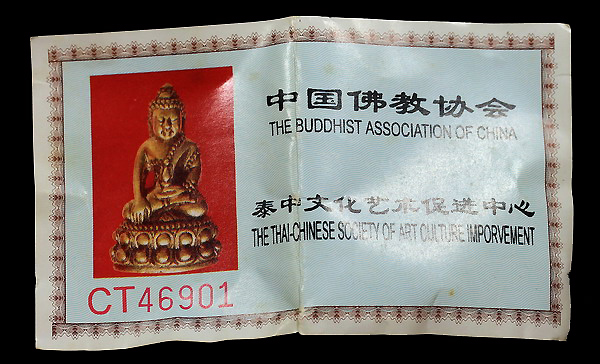 中国佛教协会
THE BUDDHIST ASSOCIATION OF CHINA
泰中文化艺术促进中心
THE THAI-CHINESE SOCIETY OF ART CULTURE IMPORVEMENT
CT46901